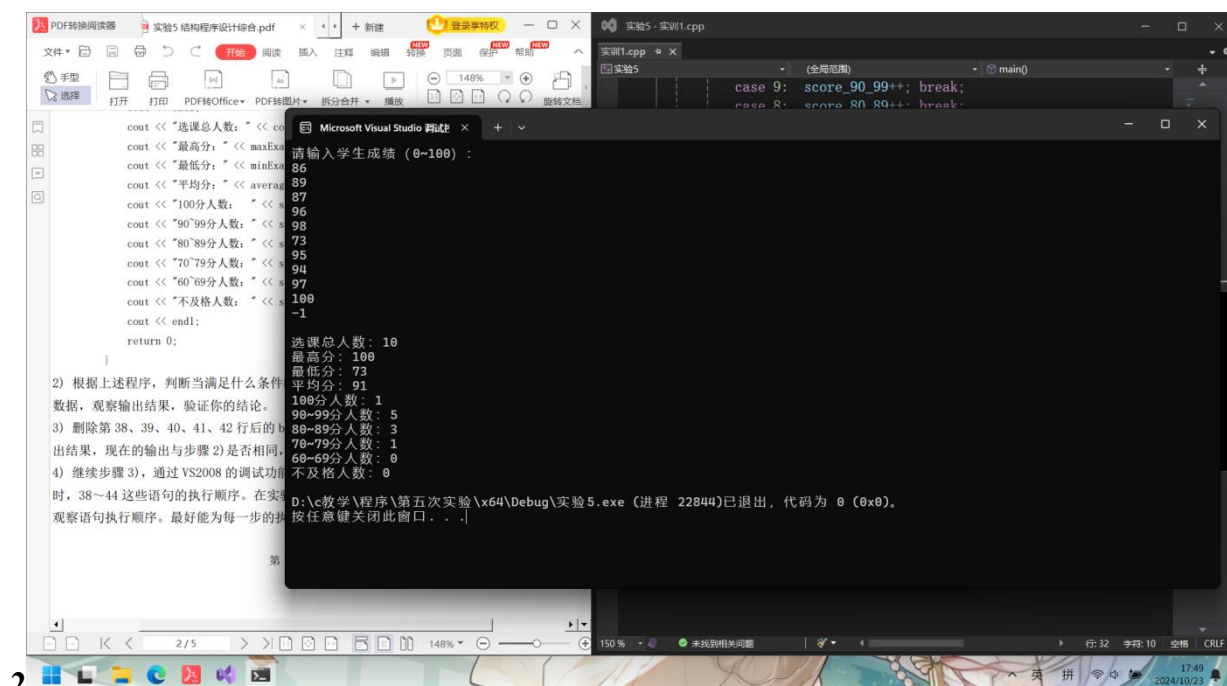 PDF转换阅读器 实验5 结构程序设计综合.pdf × + 新建 登录享特权
文件 开始 阅读 插入 注释 编辑 转换 页面 保护 帮助
NEW NEW NEW
手型
选择 打开 打印 PDF转Office PDF转图片 拆分合并 播放 148% 旋转文档
cout << "选课总人数: " << co
cout << "最高分: " << maxExa
cout << "最低分: " << minExa
cout << "平均分: " << averag
cout << "100分人数: " << s
cout << "90~99分人数: " << s
cout << "80~89分人数: " << s
cout << "70~79分人数: " << s
cout << "60~69分人数: " << s
cout << "不及格人数: " << s
cout << endl;
return 0;
}
2) 根据上述程序，判断当满足什么条件
数据，观察输出结果，验证你的结论。
3) 删除第 38、39、40、41、42 行后的 b
出结果，现在的输出与步骤 2)是否相同，
4) 继续步骤 3)，通过 VS2008 的调试功能
时，38～44 这些语句的执行顺序。在实
观察语句执行顺序。最好能为每一步的执
第
2/5 148%
实验5 - 实训1.cpp
实训1.cpp
实验5 (全局范围) main()
case 9: score_90_99++; break;
case 8: score_80_89++; break;
Microsoft Visual Studio 调试
请输入学生成绩（0~100）:
86
89
87
96
98
73
95
94
97
100
-1
选课总人数: 10
最高分: 100
最低分: 73
平均分: 91
100分人数: 1
90~99分人数: 5
80~89分人数: 3
70~79分人数: 1
60~69分人数: 0
不及格人数: 0
D:\c教学\程序\第五次实验\x64\Debug\实验5.exe (进程 22844)已退出，代码为 0 (0x0)。
按任意键关闭此窗口. . .
150 % 未找到相关问题 行: 32 字符: 10 空格 CRLF
2
英 拼 17:49
2024/10/23